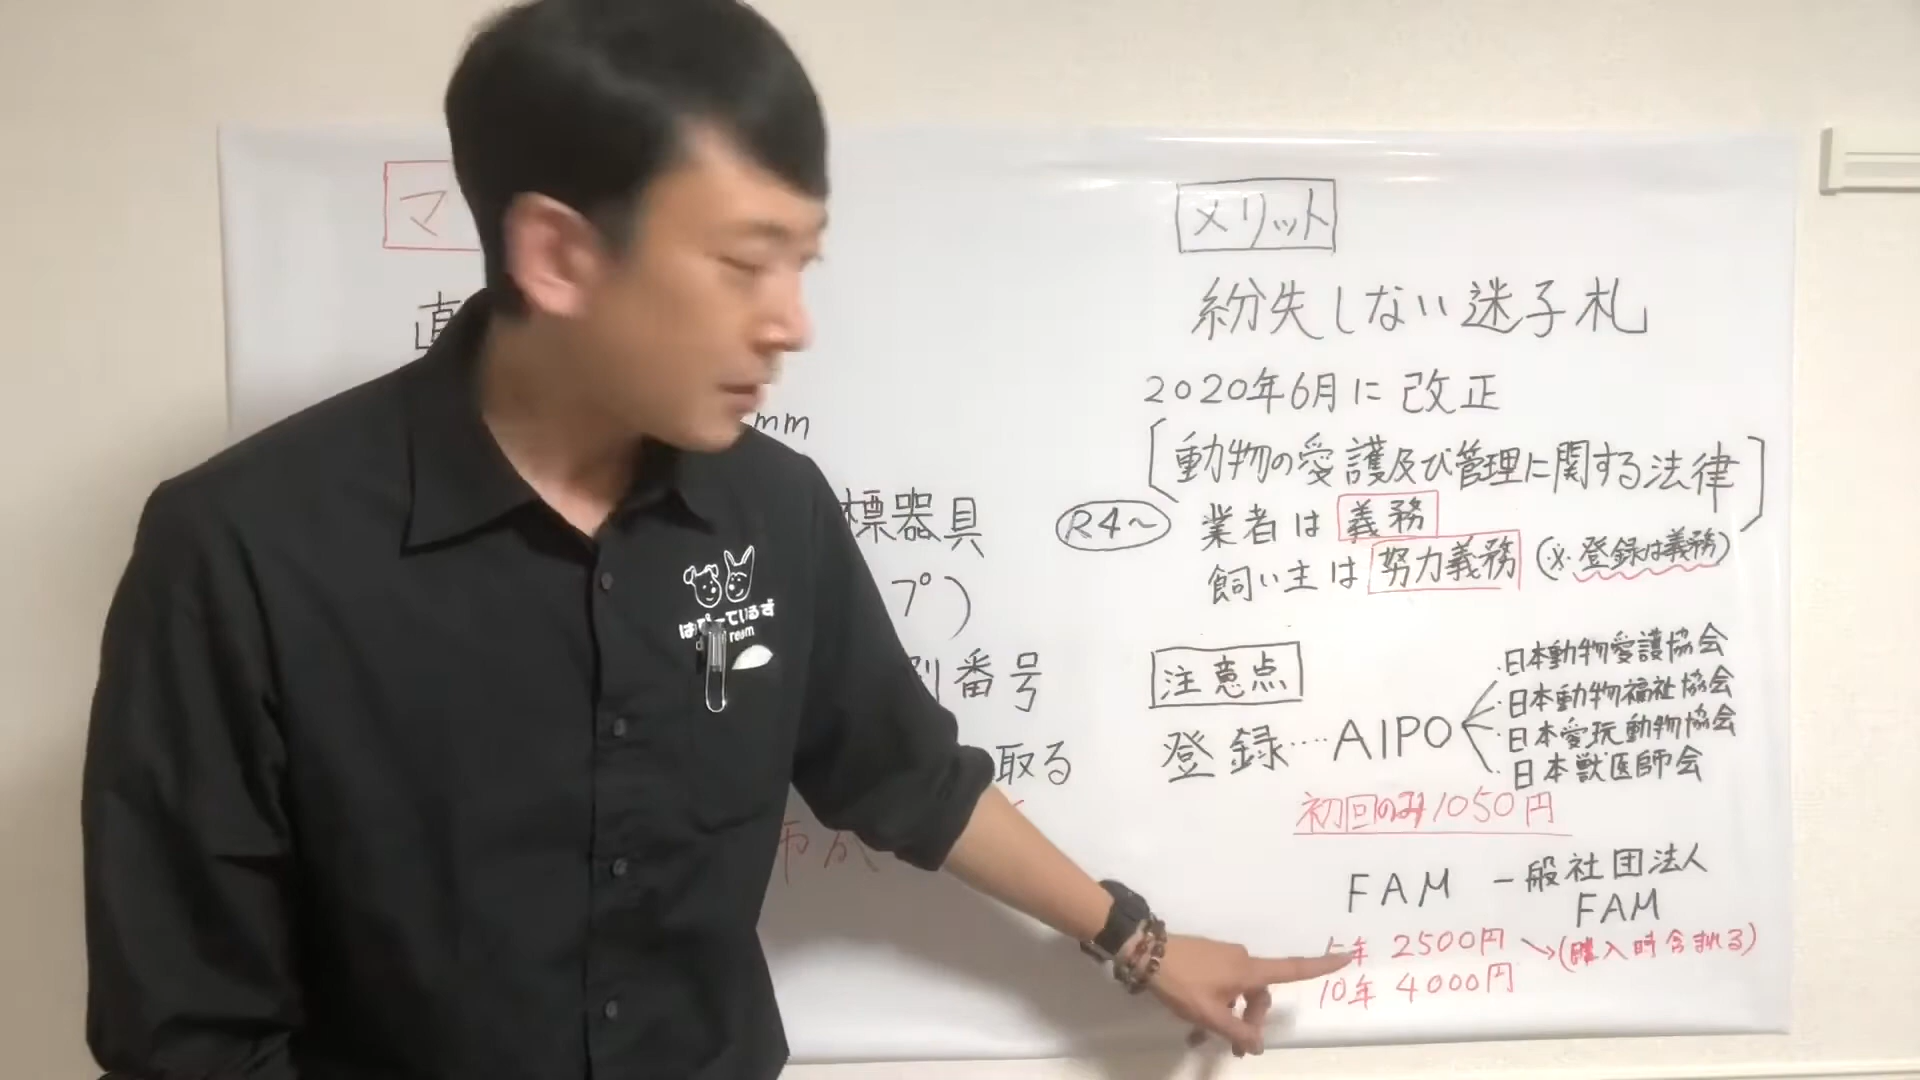 マ
直
mm
標器具
プ)
番号
取る
メリット
紛失しない迷子札
2020年6月に改正
[動物の愛護及び管理に関する法律]
R4〜 業者は義務
飼い主は努力義務(※登録は義務)
注意点
登録…AIPO
・日本動物愛護協会
・日本動物福祉協会
・日本愛玩動物協会
・日本獣医師会
初回のみ1050円
FAM 一般社団法人
FAM
5年 2500円→(購入時含まれる)
10年 4000円